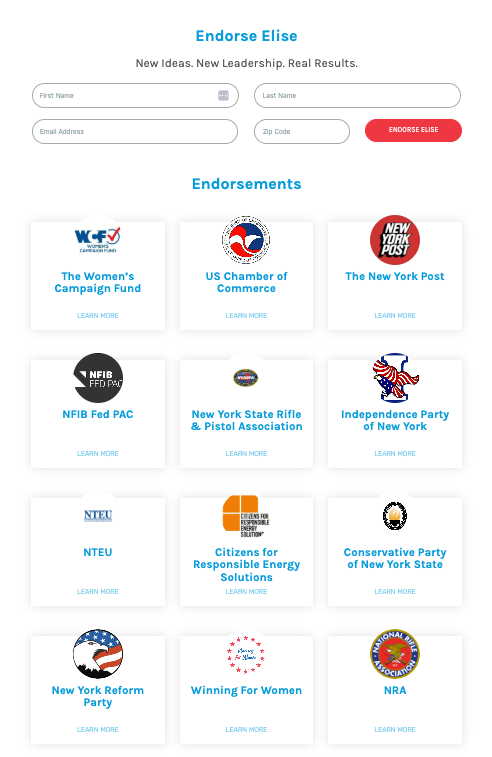 Endorse Elise
New Ideas. New Leadership. Real Results.
First Name
Last Name
Email Address
Zip Code
ENDORSE ELISE
Endorsements
WCF
WOMEN'S
CAMPAIGN FUND
The Women's
Campaign Fund
LEARN MORE
US Chamber of
Commerce
LEARN MORE
NEW
YORK
POST
The New York Post
LEARN MORE
NFIB
FED PAC
NFIB Fed PAC
LEARN MORE
New York State Rifle
& Pistol Association
LEARN MORE
Independence Party
of New York
LEARN MORE
NTEU
NTEU
LEARN MORE
CITIZENS FOR
RESPONSIBLE
ENERGY
SOLUTIONS
Citizens for
Responsible Energy
Solutions
LEARN MORE
Conservative Party
of New York State
LEARN MORE
New York Reform
Party
LEARN MORE
Winning
For Women
Winning For Women
LEARN MORE
NATIONAL RIFLE
ASSOCIATION
NRA
LEARN MORE